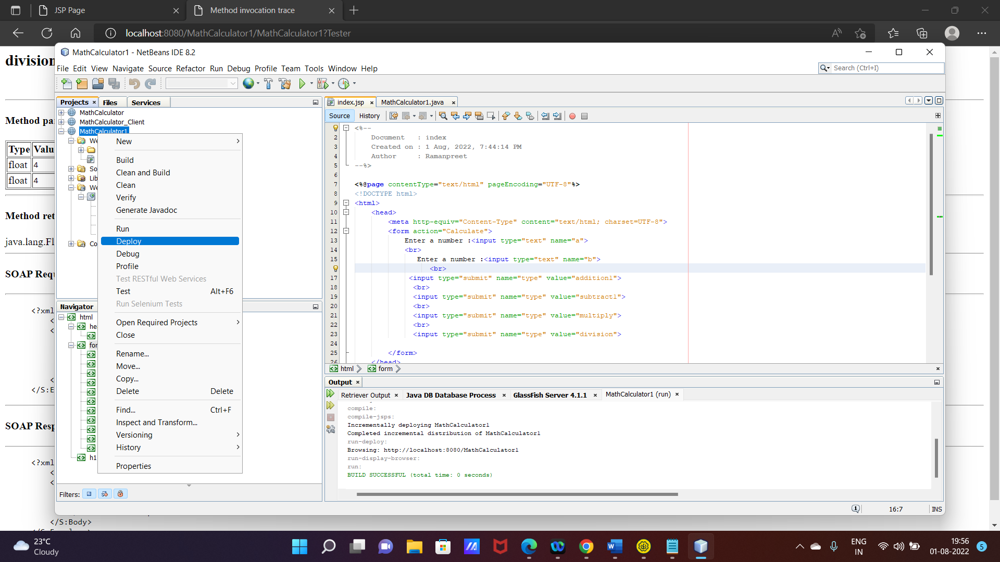 JSP Page
Method invocation trace
localhost:8080/MathCalculator1/MathCalculator1?Tester
division
Method pa
Type Valu
float 4
float 4
Method ret
java.lang.Fl
SOAP Requ
<?xml
<
<
<
</S:E
SOAP Resp
<?xml
<
<
</S:Body>
MathCalculator1 - NetBeans IDE 8.2
File Edit View Navigate Source Refactor Run Debug Profile Team Tools Window Help
Search (Ctrl+I)
Projects Files Services
MathCalculator
MathCalculator_Client
MathCalculator1
We
So
Lib
We
Co
New
Build
Clean and Build
Clean
Verify
Generate Javadoc
Run
Deploy
Debug
Profile
Test RESTful Web Services
Test Alt+F6
Run Selenium Tests
Open Required Projects
Close
Rename...
Move...
Copy...
Delete Delete
Find... Ctrl+F
Inspect and Transform...
Versioning
History
Properties
Navigator
html
he
for
h1
Filters:
index.jsp MathCalculator1.java
Source History
<%--
2 Document : index
3 Created on : 1 Aug, 2022, 7:44:14 PM
4 Author : Ramanpreet
5 --%>
6
7 <%@page contentType="text/html" pageEncoding="UTF-8"%>
8 <!DOCTYPE html>
9 <html>
10 <head>
11 <meta http-equiv="Content-Type" content="text/html; charset=UTF-8">
12 <form action="Calculate">
13 Enter a number :<input type="text" name="a">
14 <br>
15 Enter a number :<input type="text" name="b">
<br>
17 <input type="submit" name="type" value="addition1">
18 <br>
19 <input type="submit" name="type" value="subtract1">
20 <br>
21 <input type="submit" name="type" value="multiply">
22 <br>
23 <input type="submit" name="type" value="division">
24
25 </form>
26 </head>
html form
Output
Retriever Output Java DB Database Process GlassFish Server 4.1.1 MathCalculator1 (run)
compile:
compile-jsps:
Incrementally deploying MathCalculator1
Completed incremental distribution of MathCalculator1
run-deploy:
Browsing: http://localhost:8080/MathCalculator1
run-display-browser:
run:
BUILD SUCCESSFUL (total time: 0 seconds)
1 16:7 INS
23°C
Cloudy
ENG
IN
19:56
01-08-2022
5